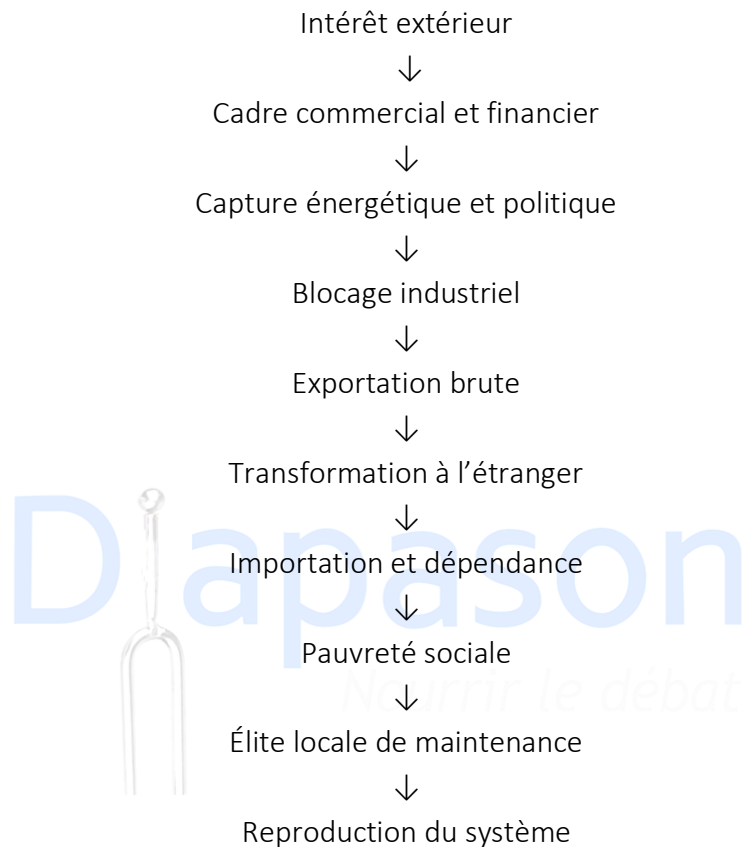 Intérêt extérieur
↓
Cadre commercial et financier
↓
Capture énergétique et politique
↓
Blocage industriel
↓
Exportation brute
↓
Transformation à l’étranger
↓
Diapason
Importation et dépendance
↓
Pauvreté sociale
Nourrir le débat
↓
Élite locale de maintenance
↓
Reproduction du système